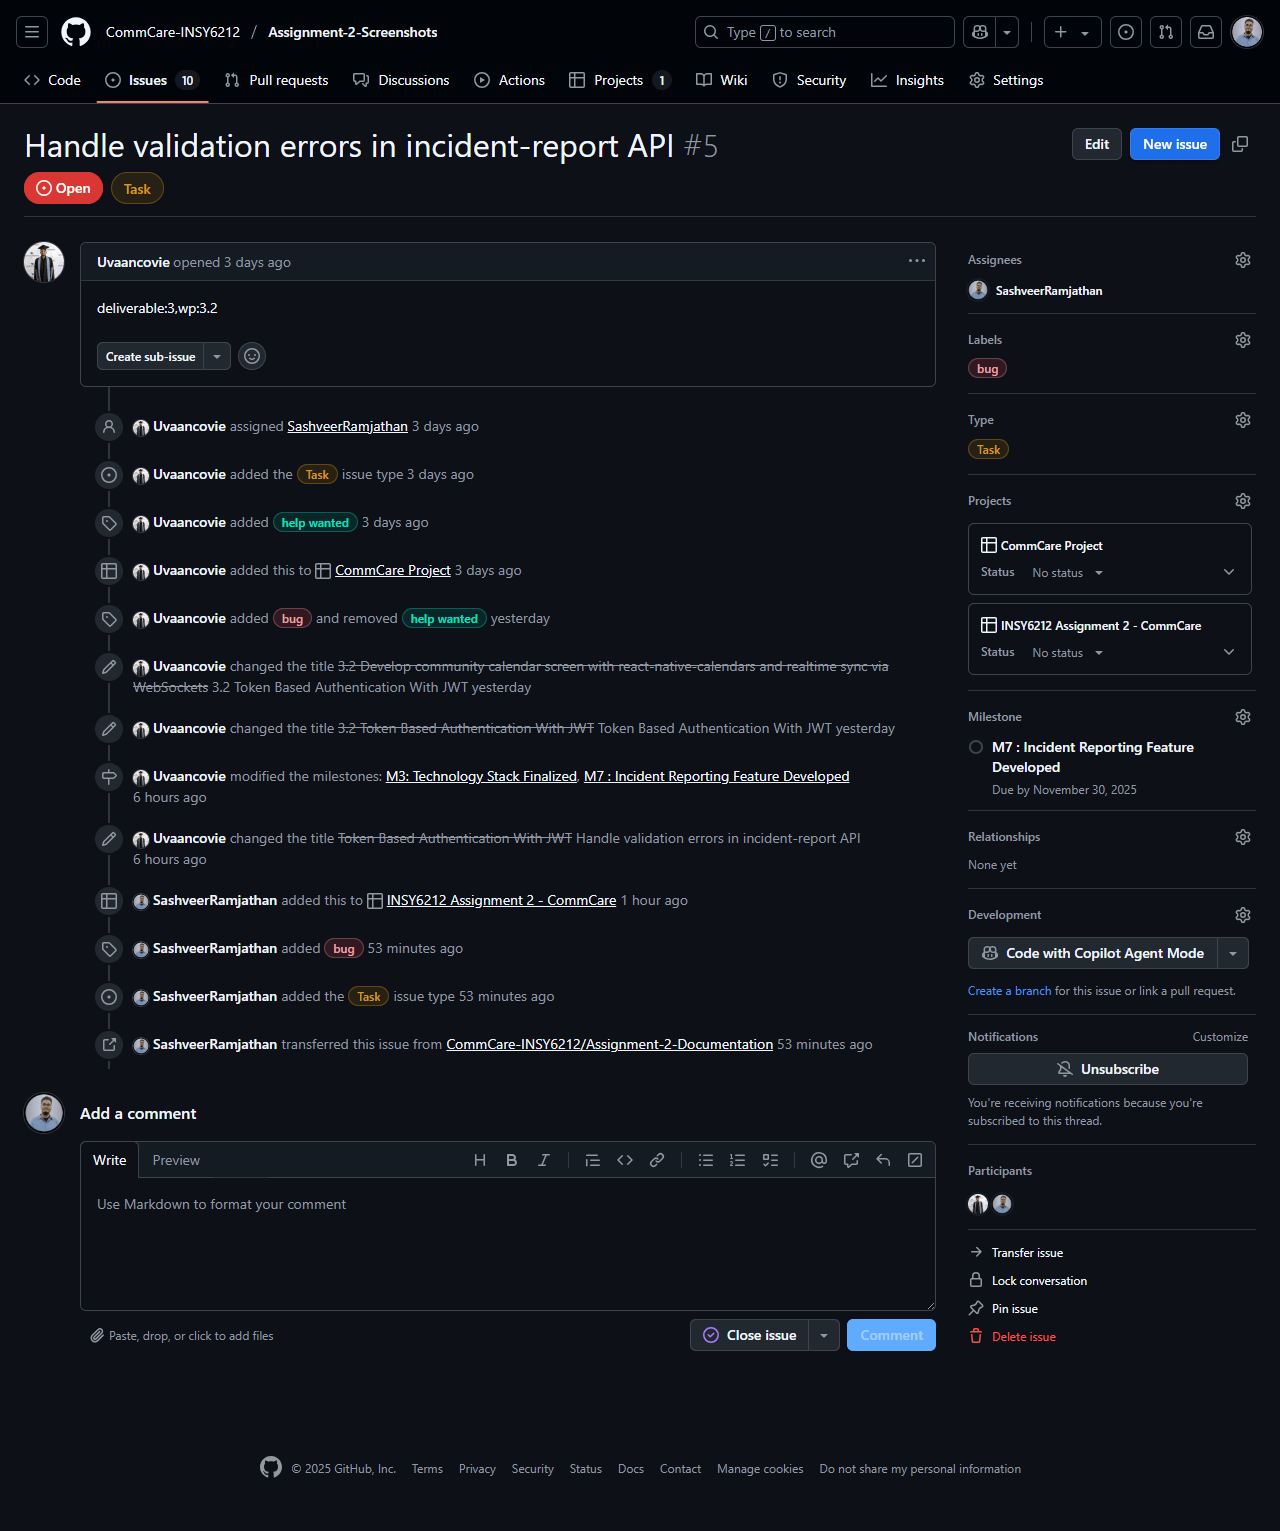 CommCare-INSY6212 / Assignment-2-Screenshots
Type / to search
Code
Issues 10
Pull requests
Discussions
Actions
Projects 1
Wiki
Security
Insights
Settings
Handle validation errors in incident-report API #5
Edit
New issue
Open
Task
Uvaancovie opened 3 days ago
deliverable:3,wp:3.2
Create sub-issue
Uvaancovie assigned SashveerRamjathan 3 days ago
Uvaancovie added the Task issue type 3 days ago
Uvaancovie added help wanted 3 days ago
Uvaancovie added this to CommCare Project 3 days ago
Uvaancovie added bug and removed help wanted yesterday
Uvaancovie changed the title 3.2 Develop community calendar screen with react-native-calendars and realtime sync via
WebSockets 3.2 Token Based Authentication With JWT yesterday
Uvaancovie changed the title 3.2 Token Based Authentication With JWT Token Based Authentication With JWT yesterday
Uvaancovie modified the milestones: M3: Technology Stack Finalized, M7 : Incident Reporting Feature Developed
6 hours ago
Uvaancovie changed the title Token Based Authentication With JWT Handle validation errors in incident-report API
6 hours ago
SashveerRamjathan added this to INSY6212 Assignment 2 - CommCare 1 hour ago
SashveerRamjathan added bug 53 minutes ago
SashveerRamjathan added the Task issue type 53 minutes ago
SashveerRamjathan transferred this issue from CommCare-INSY6212/Assignment-2-Documentation 53 minutes ago
Add a comment
Write
Preview
Use Markdown to format your comment
Paste, drop, or click to add files
Close issue
Comment
Assignees
SashveerRamjathan
Labels
bug
Type
Task
Projects
CommCare Project
Status No status
INSY6212 Assignment 2 - CommCare
Status No status
Milestone
M7 : Incident Reporting Feature
Developed
Due by November 30, 2025
Relationships
None yet
Development
Code with Copilot Agent Mode
Create a branch for this issue or link a pull request.
Notifications
Customize
Unsubscribe
You're receiving notifications because you're
subscribed to this thread.
Participants
Transfer issue
Lock conversation
Pin issue
Delete issue
© 2025 GitHub, Inc.
Terms
Privacy
Security
Status
Docs
Contact
Manage cookies
Do not share my personal information